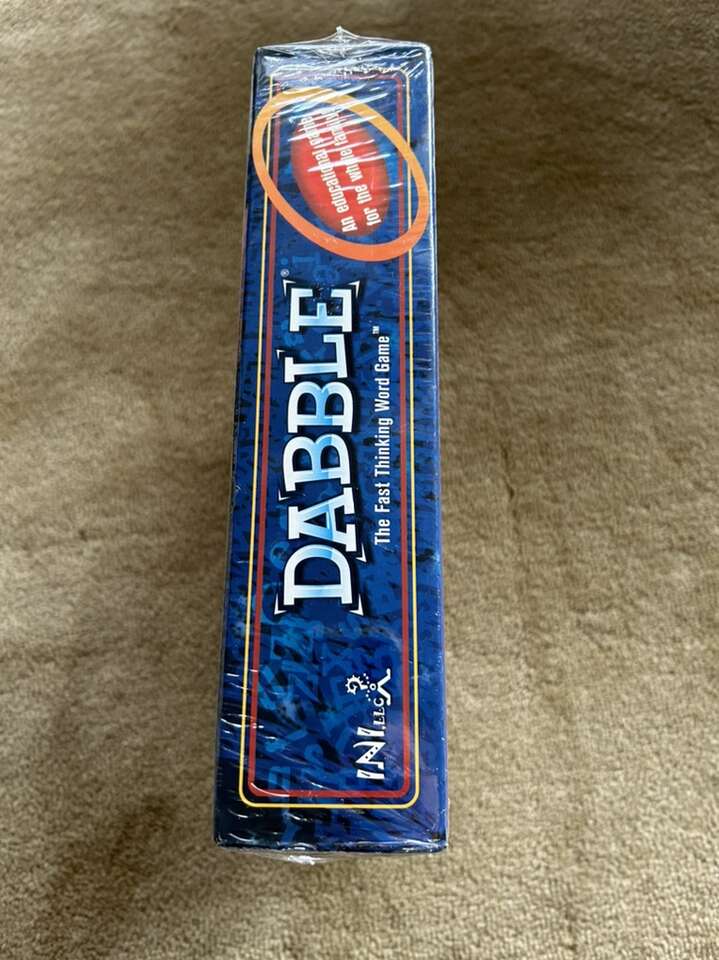 INI, LLC
DABBLE®
The Fast Thinking Word Game™
An educational game
for the whole family